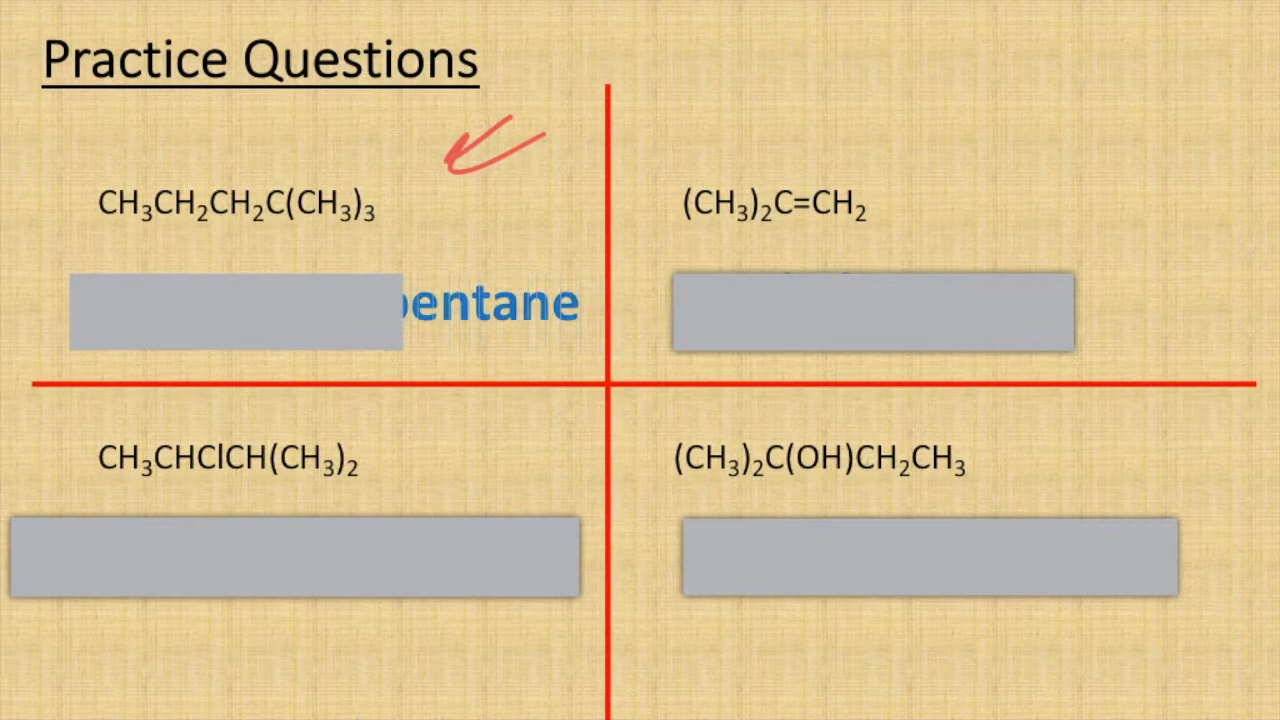 Practice Questions
CH₃CH₂CH₂C(CH₃)₃
(CH₃)₂C=CH₂
pentane
CH₃CHClCH(CH₃)₂
(CH₃)₂C(OH)CH₂CH₃